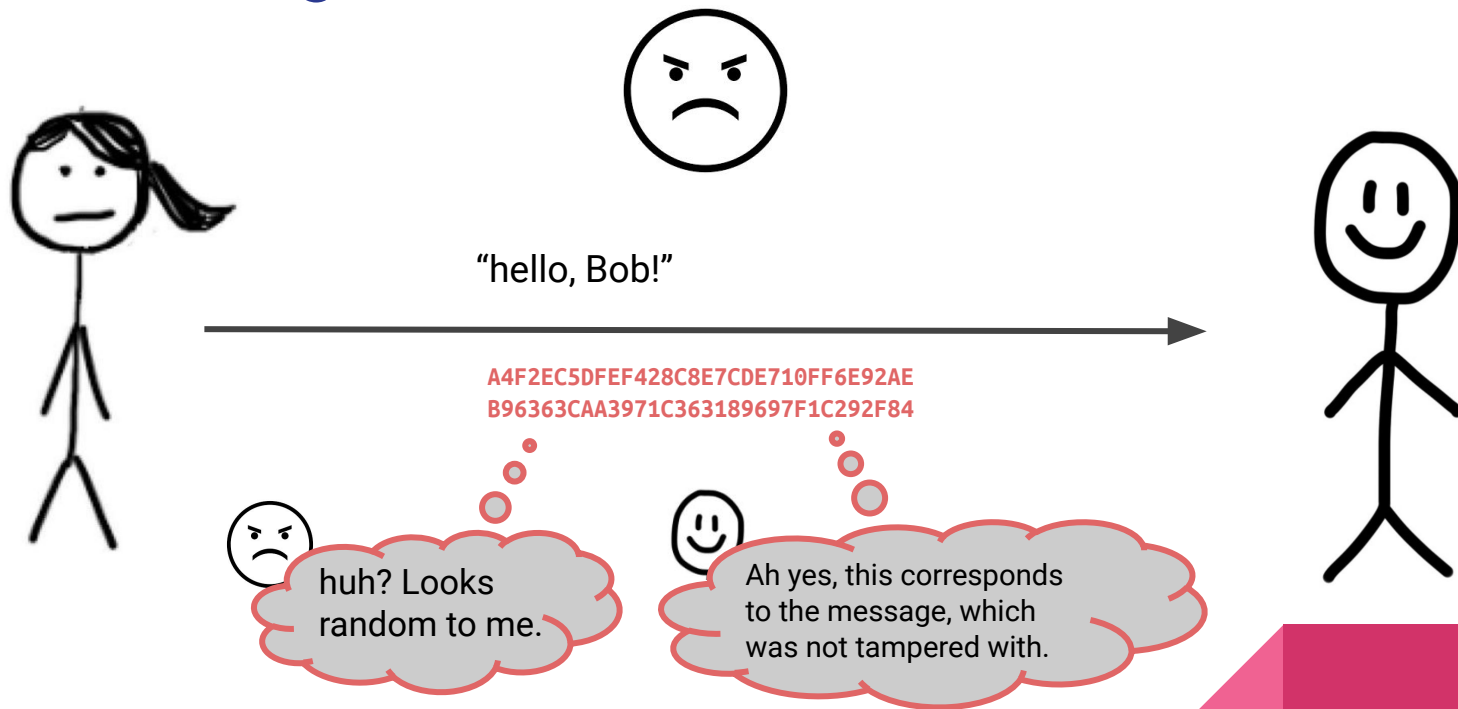 “hello, Bob!”
A4F2EC5DFEF428C8E7CDE710FF6E92AE
B96363CAA3971C363189697F1C292F84
huh? Looks
random to me.
Ah yes, this corresponds
to the message, which
was not tampered with.